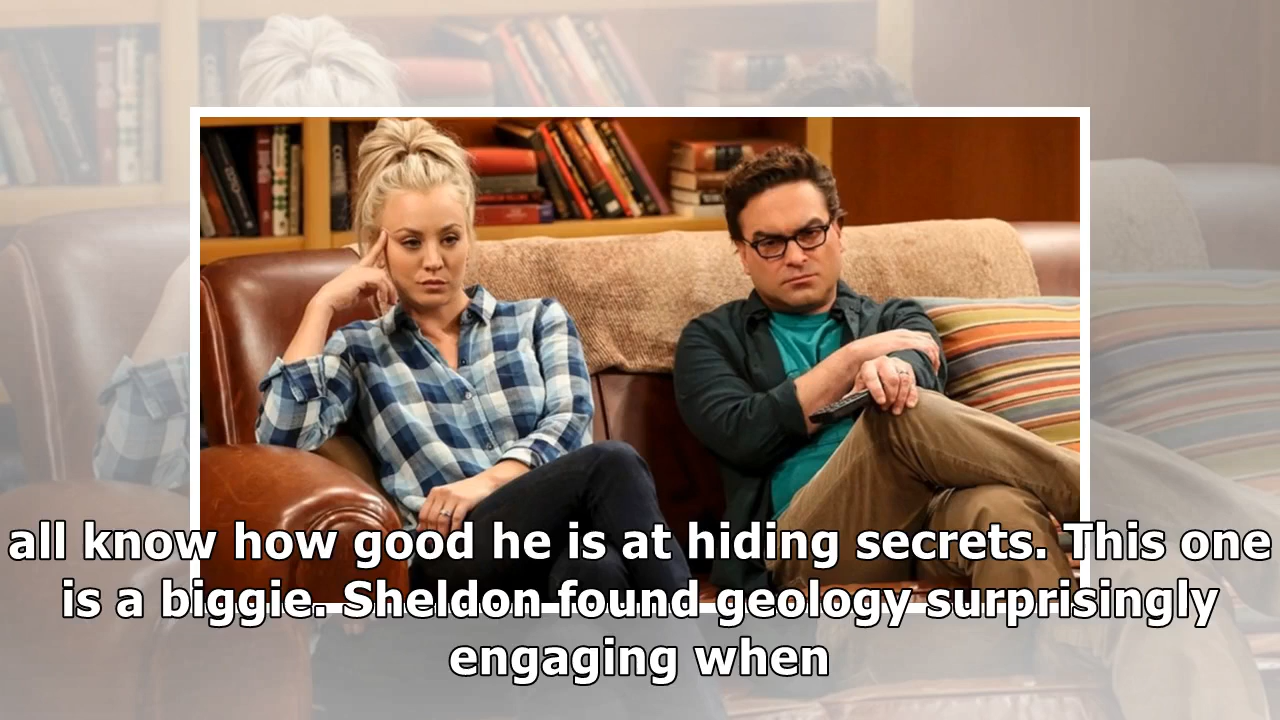 all know how good he is at hiding secrets. This one
is a biggie. Sheldon found geology surprisingly
engaging when